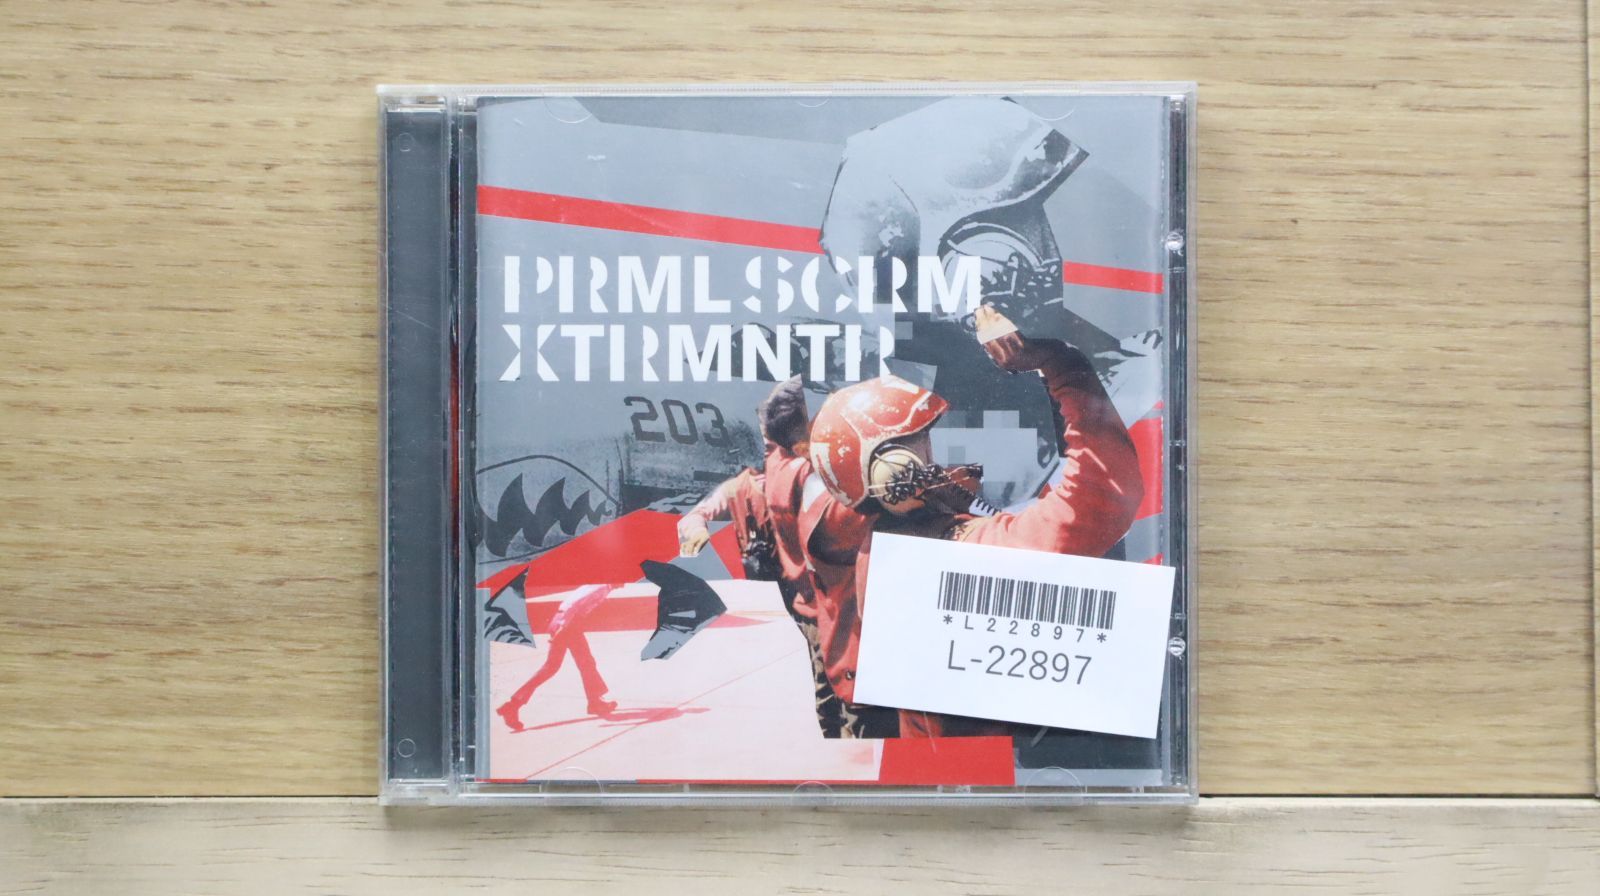 PRML SCRM
XTRMNTR
203
*L22897*
L-22897